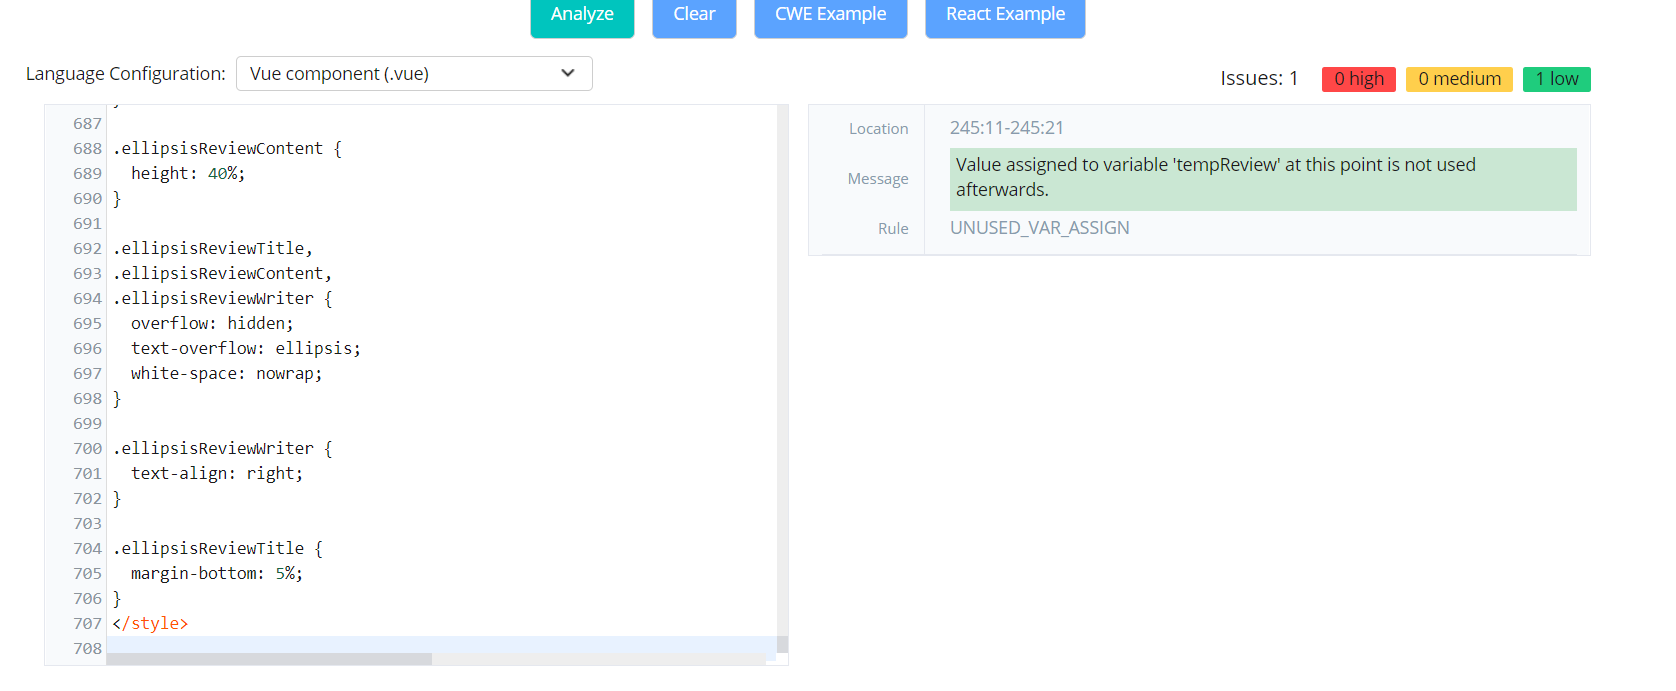 Analyze
Clear
CWE Example
React Example
Language Configuration:
Vue component (.vue)
Issues: 1
0 high
0 medium
1 low
687
688 .ellipsisReviewContent {
689   height: 40%;
690 }
691
692 .ellipsisReviewTitle,
693 .ellipsisReviewContent,
694 .ellipsisReviewWriter {
695   overflow: hidden;
696   text-overflow: ellipsis;
697   white-space: nowrap;
698 }
699
700 .ellipsisReviewWriter {
701   text-align: right;
702 }
703
704 .ellipsisReviewTitle {
705   margin-bottom: 5%;
706 }
707 </style>
708
Location 245:11-245:21
Message Value assigned to variable 'tempReview' at this point is not used
afterwards.
Rule UNUSED_VAR_ASSIGN